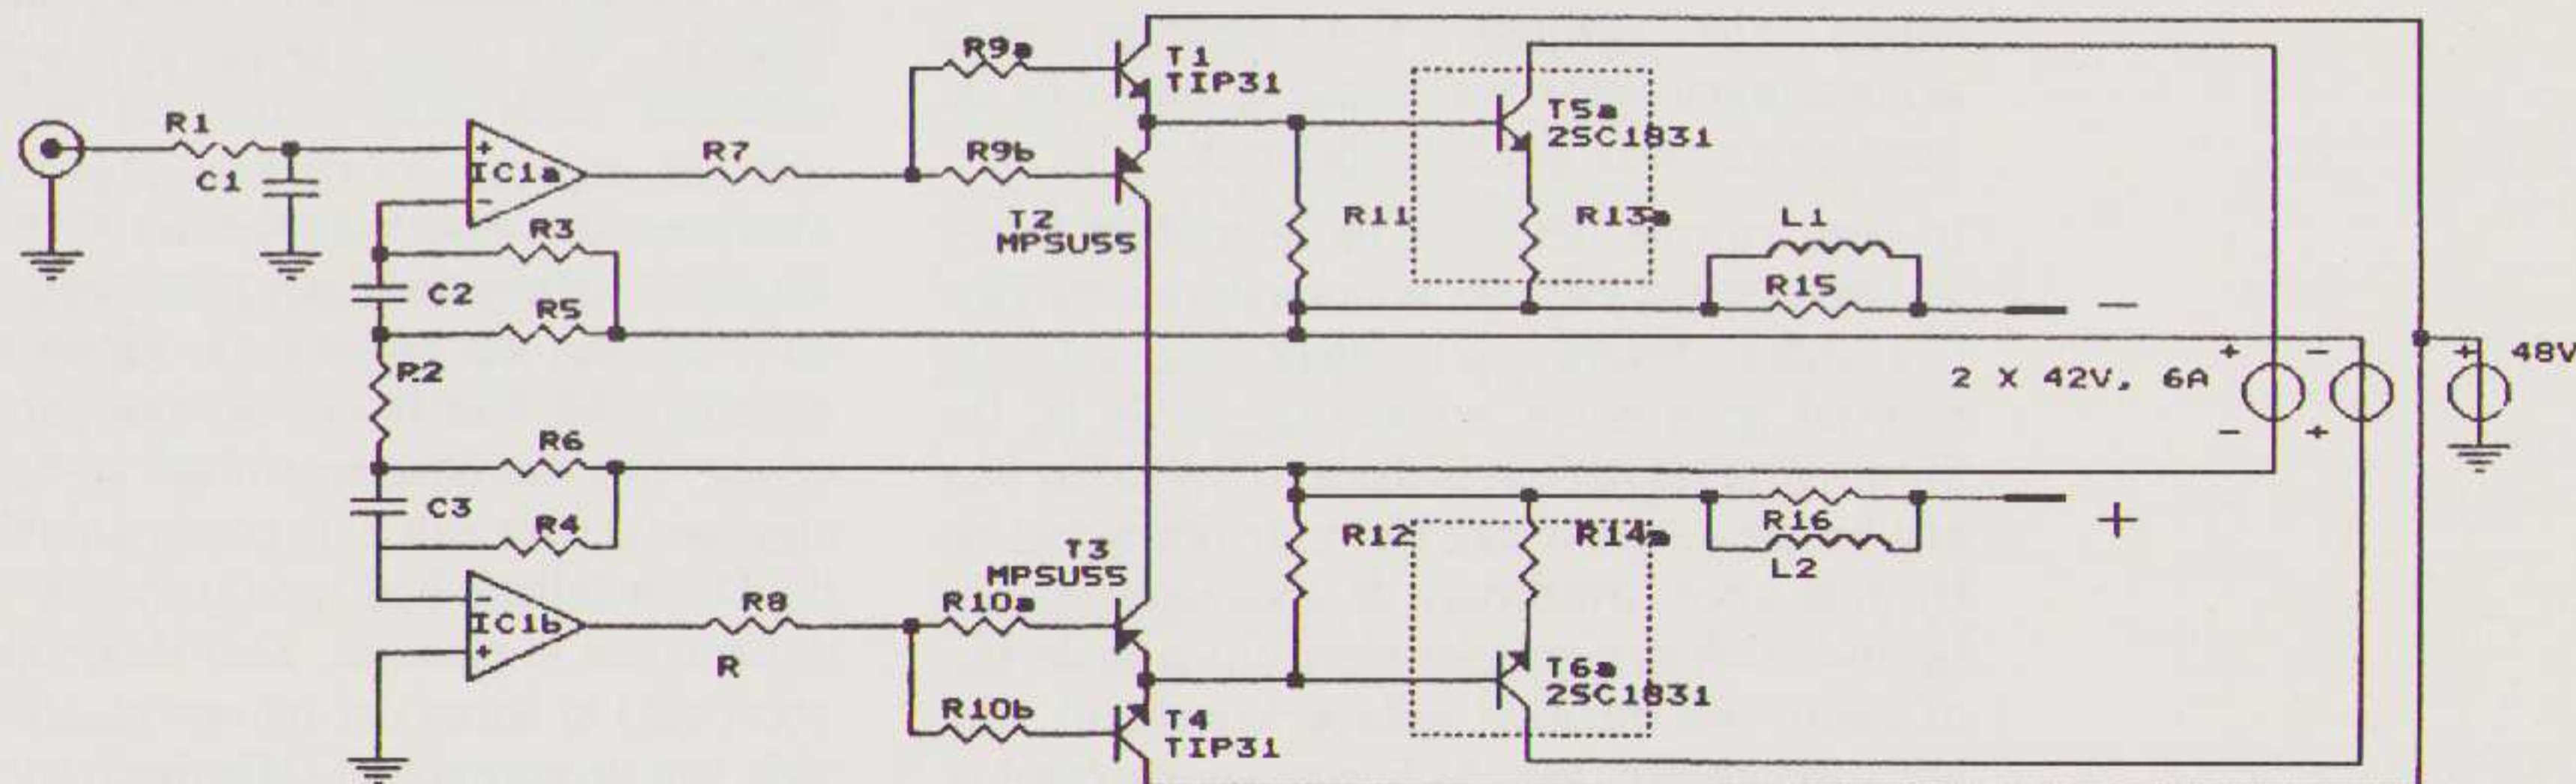 R9a
T1
TIP31
R1
C1
+
IC1a
−
R7
R9b
T5a
2SC1831
T2
MPSU55
R3
R11
R13a
L1
C2
R5
R15
−
R2
2 X 42V, 6A
+
−
+
48V
−
+
R6
C3
R4
R12
R14a
R16
L2
+
T3
MPSU55
−
IC1b
+
R8
R
R10a
T6a
2SC1831
R10b
T4
TIP31